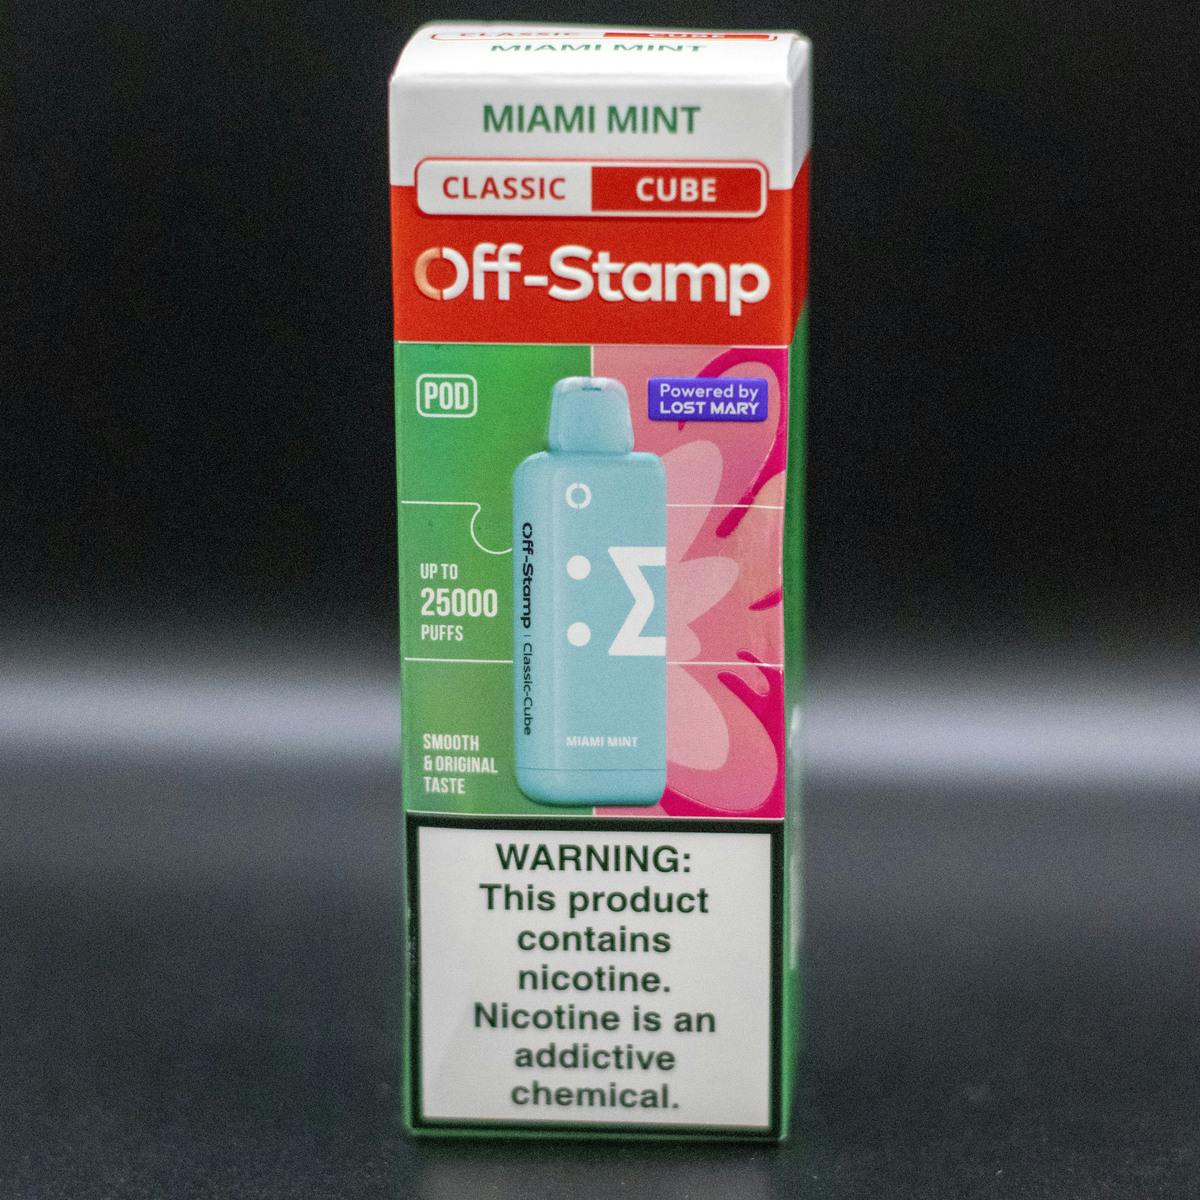 CLASSIC CUBE
MIAMI MINT
MIAMI MINT
CLASSIC CUBE
Off-Stamp
POD
Powered by
LOST MARY
UP TO
25000
PUFFS
Off-Stamp | Classic-Cube
MIAMI MINT
SMOOTH
& ORIGINAL
TASTE
WARNING:
This product
contains
nicotine.
Nicotine is an
addictive
chemical.